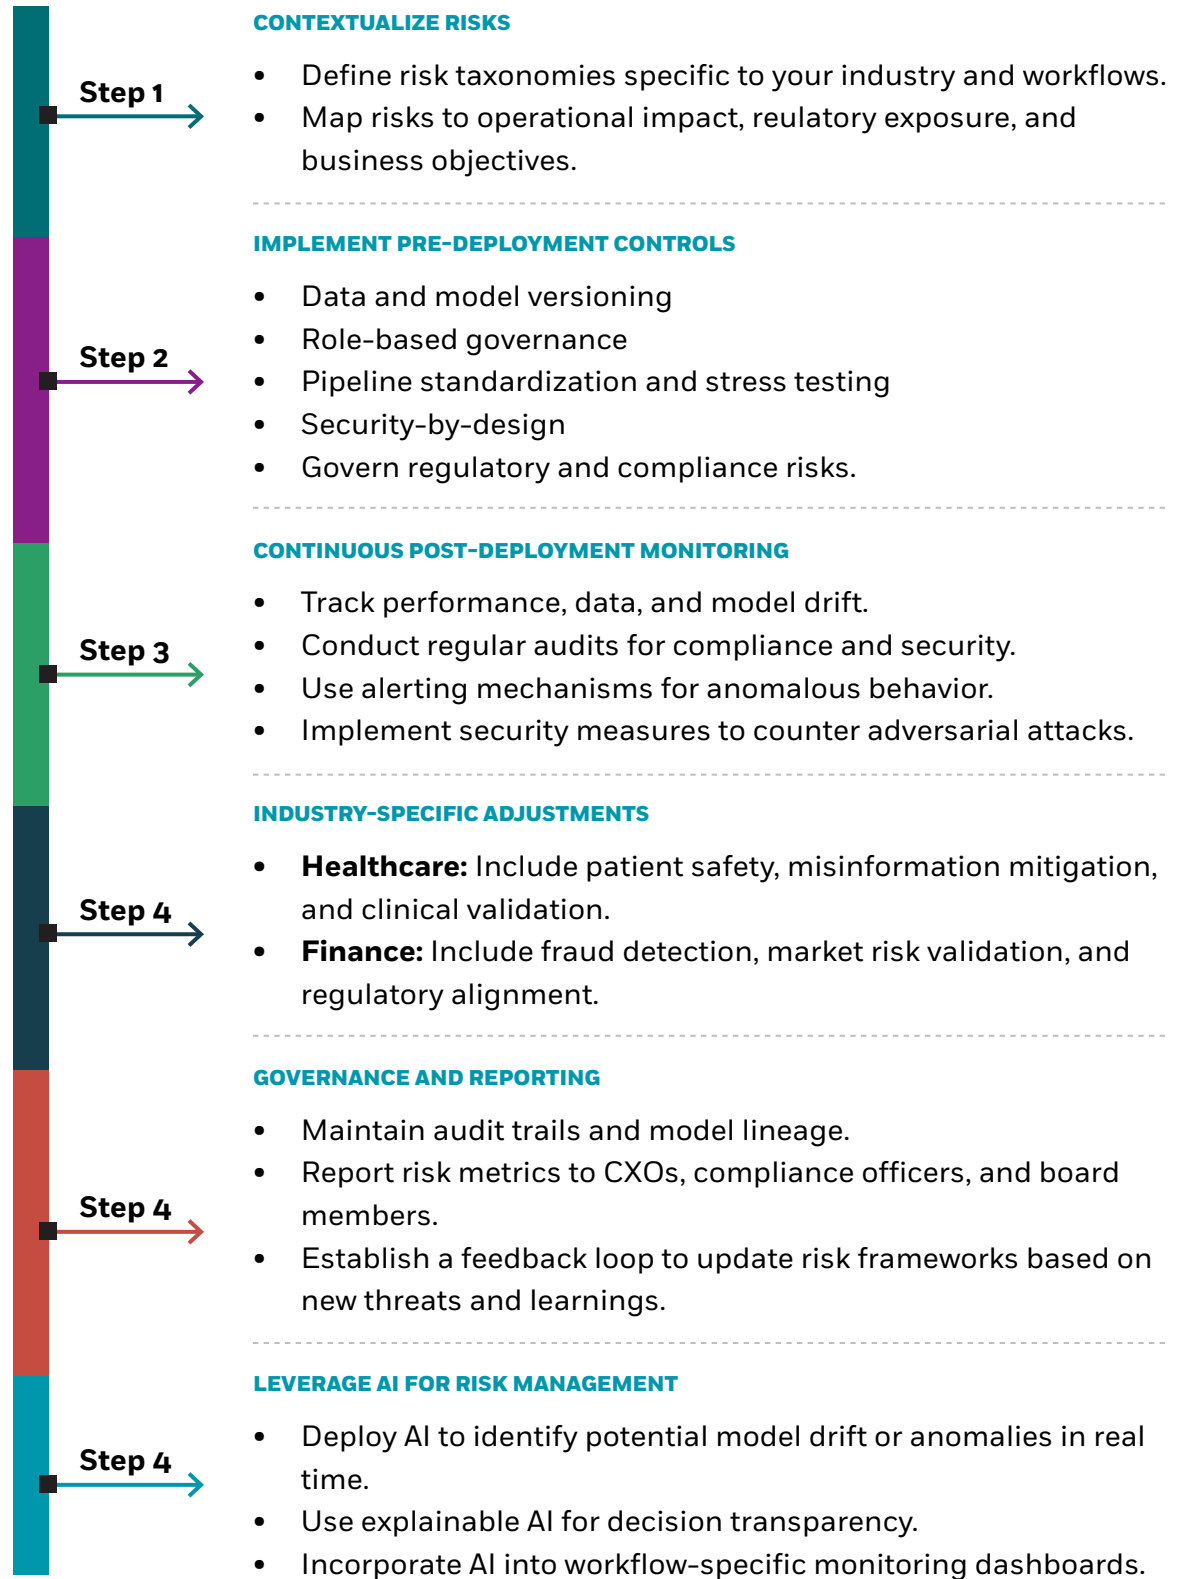 CONTEXTUALIZE RISKS
Step 1
• Define risk taxonomies specific to your industry and workflows.
• Map risks to operational impact, reulatory exposure, and
business objectives.
IMPLEMENT PRE-DEPLOYMENT CONTROLS
Step 2
• Data and model versioning
• Role-based governance
• Pipeline standardization and stress testing
• Security-by-design
• Govern regulatory and compliance risks.
CONTINUOUS POST-DEPLOYMENT MONITORING
Step 3
• Track performance, data, and model drift.
• Conduct regular audits for compliance and security.
• Use alerting mechanisms for anomalous behavior.
• Implement security measures to counter adversarial attacks.
INDUSTRY-SPECIFIC ADJUSTMENTS
Step 4
• Healthcare: Include patient safety, misinformation mitigation,
and clinical validation.
• Finance: Include fraud detection, market risk validation, and
regulatory alignment.
GOVERNANCE AND REPORTING
Step 4
• Maintain audit trails and model lineage.
• Report risk metrics to CXOs, compliance officers, and board
members.
• Establish a feedback loop to update risk frameworks based on
new threats and learnings.
LEVERAGE AI FOR RISK MANAGEMENT
Step 4
• Deploy AI to identify potential model drift or anomalies in real
time.
• Use explainable AI for decision transparency.
• Incorporate AI into workflow-specific monitoring dashboards.